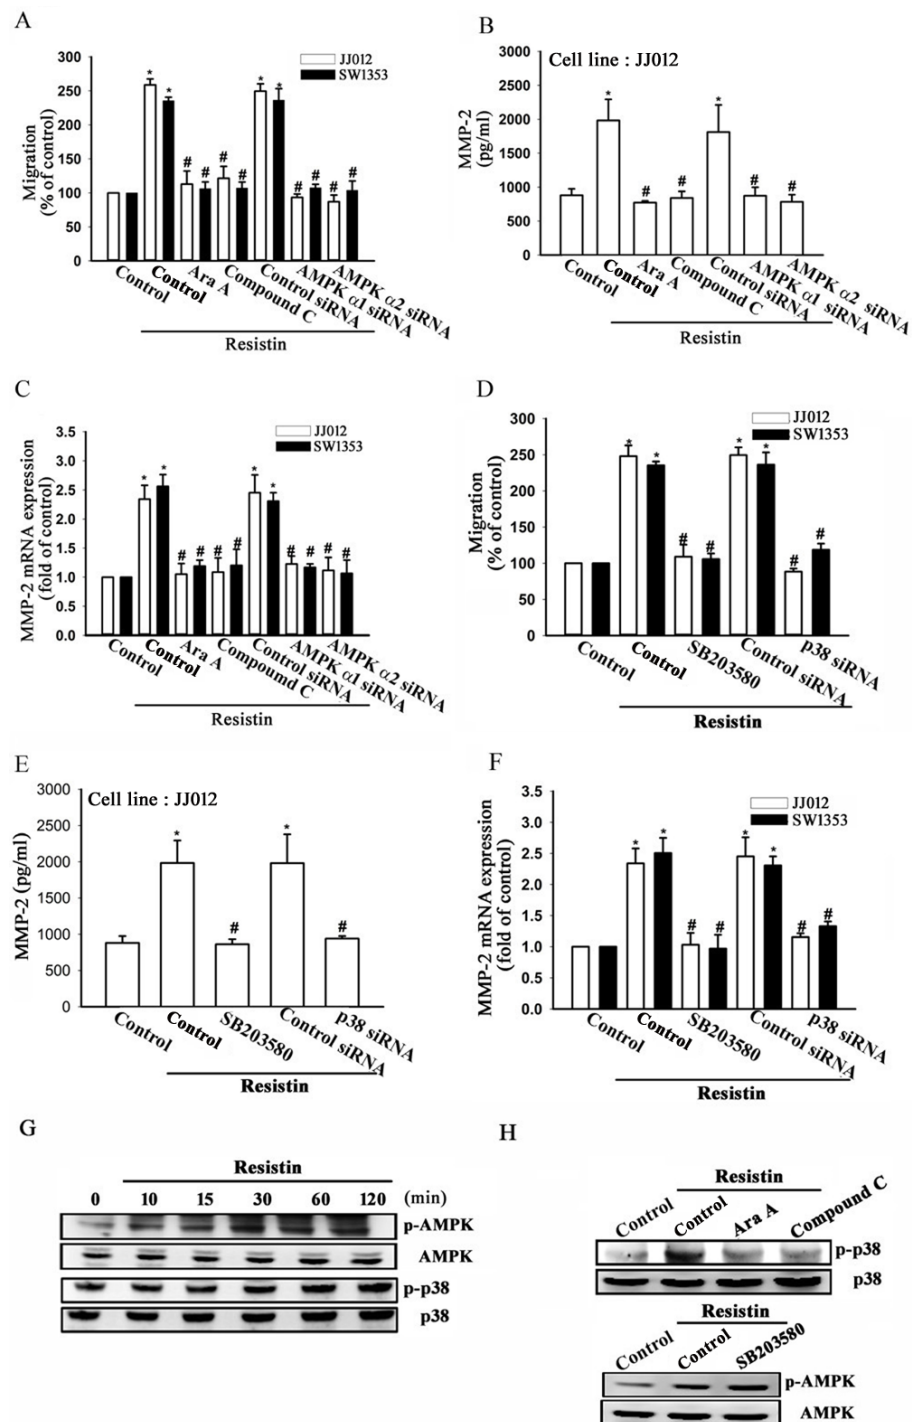 A
Migration
(% of control)
300
250
200
150
100
50
0
JJ012
SW1353
* * # # # # * * # # # #
Control
Control
Ara A
Compound C
Control siRNA
AMPK α1 siRNA
AMPK α2 siRNA
Resistin
B
MMP-2
(pg/ml)
3000
2500
2000
1500
1000
500
0
Cell line : JJ012
* # # * # #
Control
Control
Ara A
Compound C
Control siRNA
AMPK α1 siRNA
AMPK α2 siRNA
Resistin
C
MMP-2 mRNA expression
(fold of control)
3.5
3.0
2.5
2.0
1.5
1.0
0.5
0.0
JJ012
SW1353
* * # # # # * * # # # #
Control
Control
Ara A
Compound C
Control siRNA
AMPK α1 siRNA
AMPK α2 siRNA
Resistin
D
Migration
(% of control)
300
250
200
150
100
50
0
JJ012
SW1353
* * # # * * # #
Control
Control
SB203580
Control siRNA
p38 siRNA
Resistin
E
MMP-2 (pg/ml)
3000
2500
2000
1500
1000
500
0
Cell line : JJ012
* # * #
Control
Control
SB203580
Control siRNA
p38 siRNA
Resistin
F
MMP-2 mRNA expression
(fold of control)
3.5
3.0
2.5
2.0
1.5
1.0
0.5
0.0
JJ012
SW1353
* * # # * * # #
Control
Control
SB203580
Control siRNA
p38 siRNA
Resistin
G
Resistin
0 10 15 30 60 120 (min)
p-AMPK
AMPK
p-p38
p38
H
Resistin
Control
Control
Ara A
Compound C
p-p38
p38
Resistin
Control
Control
SB203580
p-AMPK
AMPK